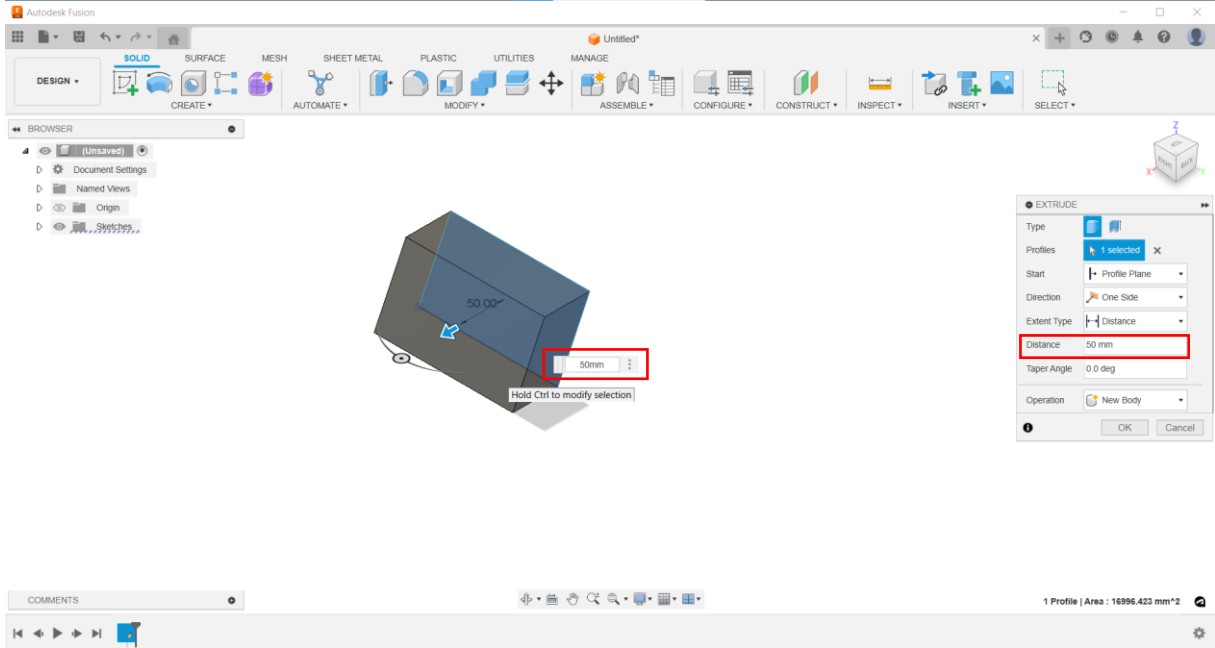 Autodesk Fusion
Untitled*
SOLID SURFACE MESH SHEET METAL PLASTIC UTILITIES MANAGE
DESIGN
CREATE AUTOMATE MODIFY ASSEMBLE CONFIGURE CONSTRUCT INSPECT INSERT SELECT
BROWSER
(Unsaved)
Document Settings
Named Views
Origin
Sketches
Z
RIGHT BACK
X Y
EXTRUDE
Type
Profiles 1 selected
Start Profile Plane
Direction One Side
Extent Type Distance
Distance 50 mm
Taper Angle 0.0 deg
Operation New Body
OK Cancel
50.00
50mm
Hold Ctrl to modify selection
COMMENTS
1 Profile | Area : 16996.423 mm^2